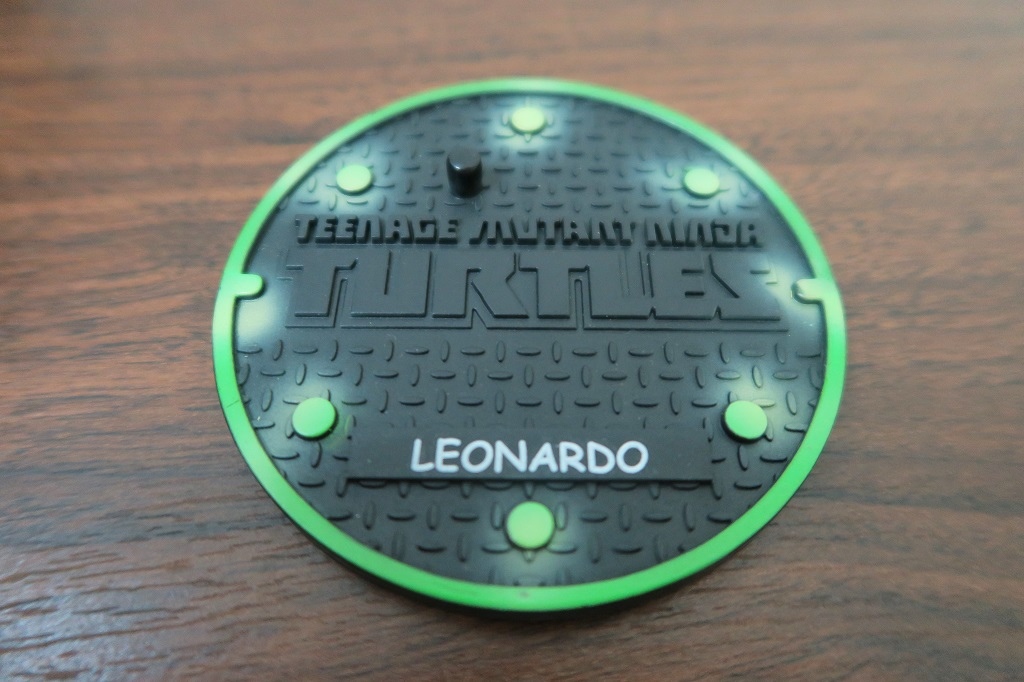 TEENAGE MUTANT NINJA
TURTLES
LEONARDO